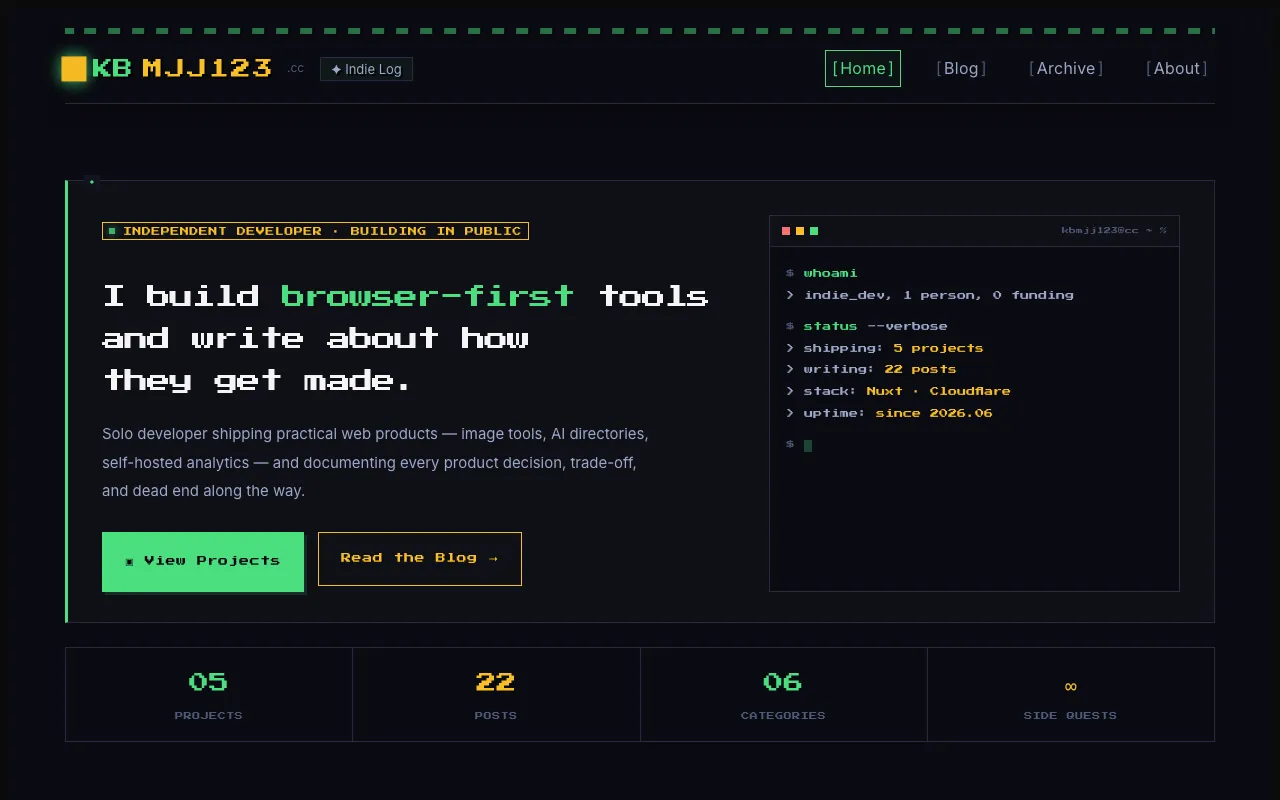 KB MJJ123 .cc ✦ Indie Log
[Home] [Blog] [Archive] [About]
INDEPENDENT DEVELOPER · BUILDING IN PUBLIC
I build browser-first tools
and write about how
they get made.
Solo developer shipping practical web products — image tools, AI directories,
self-hosted analytics — and documenting every product decision, trade-off,
and dead end along the way.
▣ View Projects
Read the Blog →
kbmjj123@cc ~ %
$ whoami
› indie_dev, 1 person, 0 funding
$ status --verbose
› shipping: 5 projects
› writing: 22 posts
› stack: Nuxt · Cloudflare
› uptime: since 2026.06
$
05
PROJECTS
22
POSTS
06
CATEGORIES
∞
SIDE QUESTS